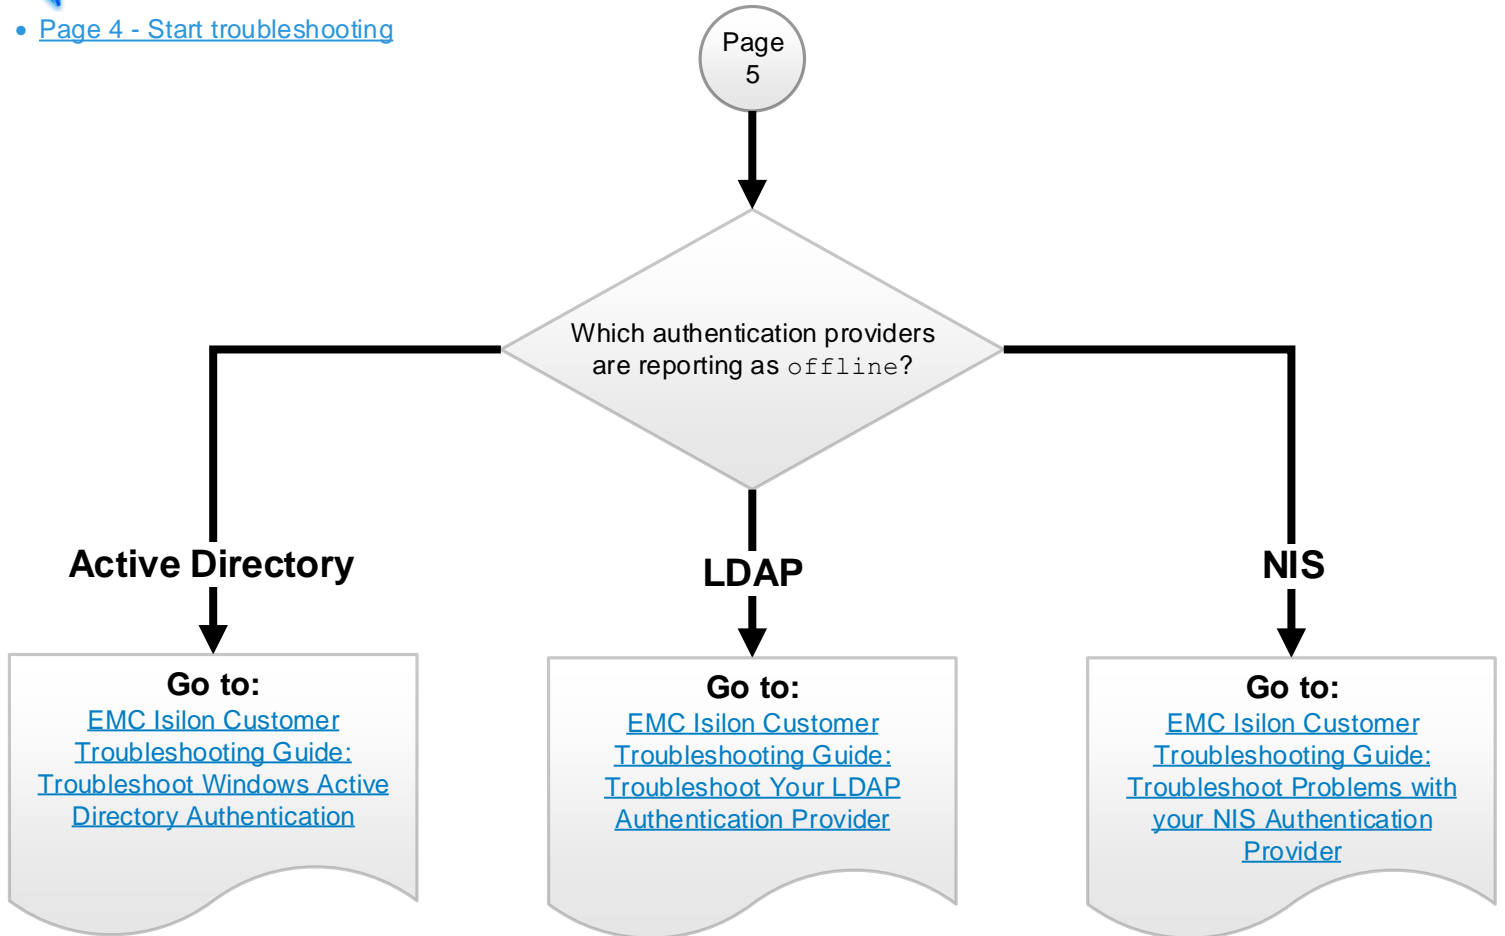 • Page 4 - Start troubleshooting
Page
5
Which authentication providers
are reporting as offline?
Active Directory
LDAP
NIS
Go to:
EMC Isilon Customer
Troubleshooting Guide:
Troubleshoot Windows Active
Directory Authentication
Go to:
EMC Isilon Customer
Troubleshooting Guide:
Troubleshoot Your LDAP
Authentication Provider
Go to:
EMC Isilon Customer
Troubleshooting Guide:
Troubleshoot Problems with
your NIS Authentication
Provider